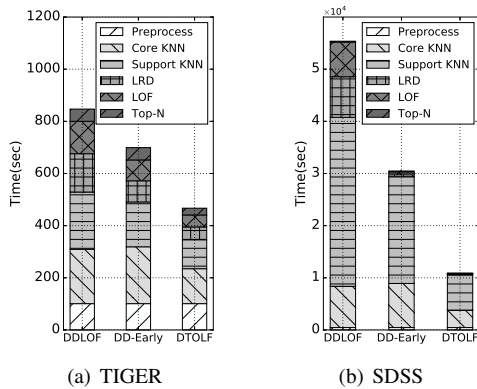 1200
1000
800
600
400
200
0
Time(sec)
Preprocess
Core KNN
Support KNN
LRD
LOF
Top-N
DDLOF DD-Early DTOLF
(a) TIGER
×10⁴
5
4
3
2
1
0
Time(sec)
Preprocess
Core KNN
Support KNN
LRD
LOF
Top-N
DDLOF DD-Early DTOLF
(b) SDSS